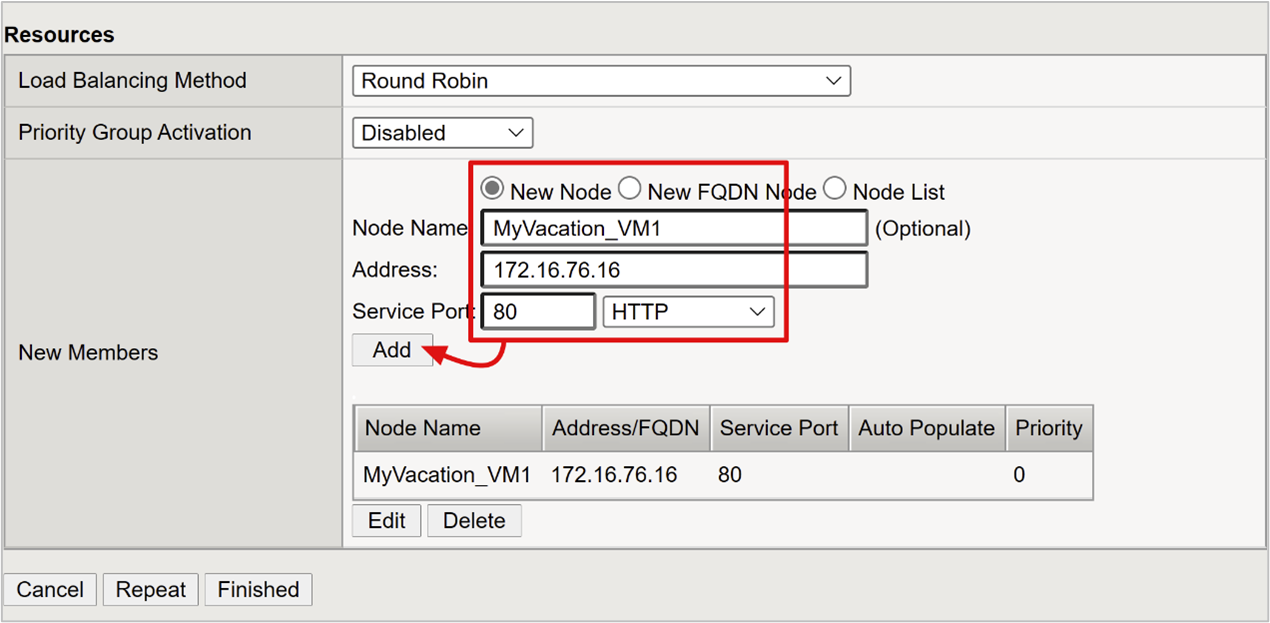 Resources
Load Balancing Method
Round Robin
Priority Group Activation
Disabled
New Members
New Node New FQDN Node Node List
Node Name: MyVacation_VM1 (Optional)
Address: 172.16.76.16
Service Port: 80 HTTP
Add
Node Name Address/FQDN Service Port Auto Populate Priority
MyVacation_VM1 172.16.76.16 80 0
Edit Delete
Cancel Repeat Finished